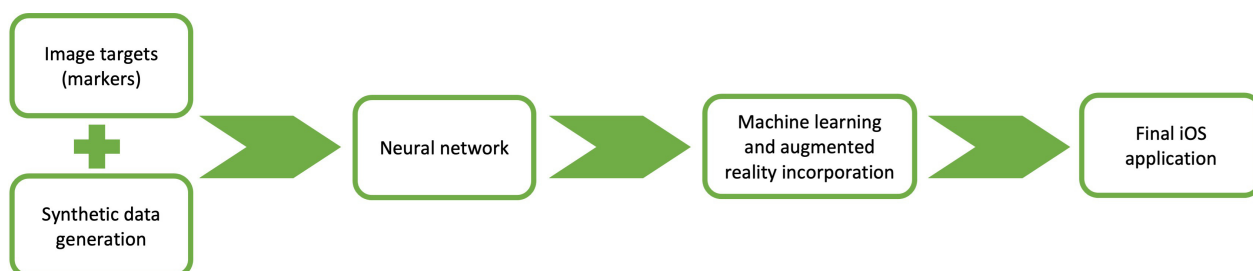 Image targets
(markers)
Synthetic data
generation
Neural network
Machine learning
and augmented
reality incorporation
Final iOS
application